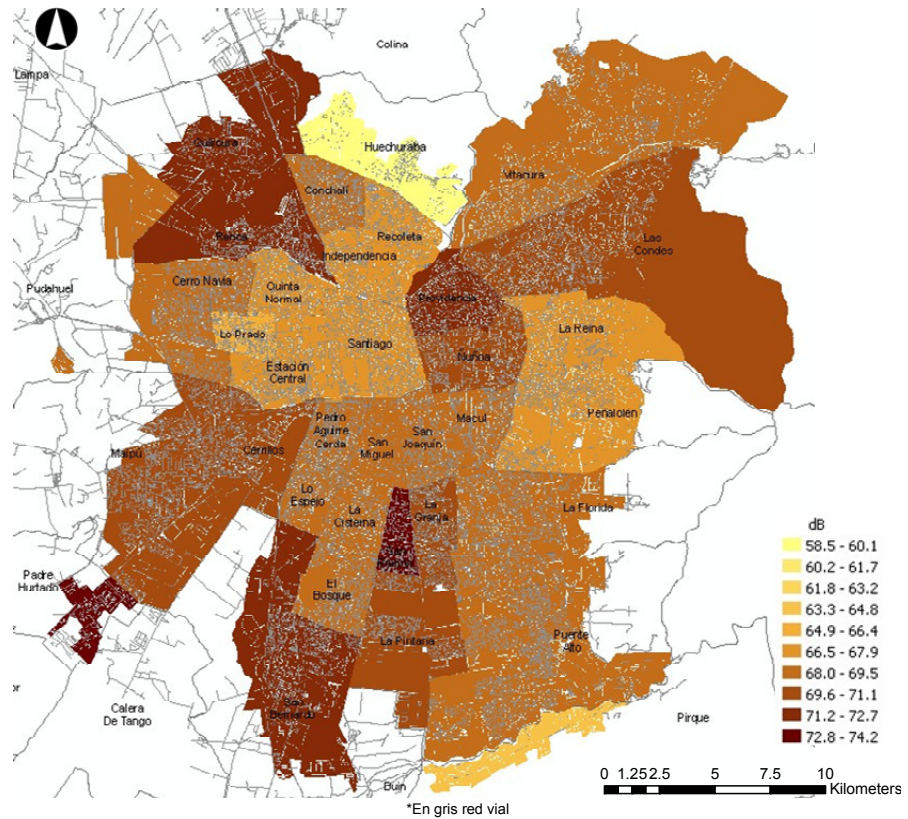 Colina
Lampa
Huechuraba
Quilicura
Vitacura
Conchalí
Renca
Recoleta
Independencia
Las
Condes
Cerro Navia
Quinta
Normal
Pudahuel
Providencia
Lo Prado
La Reina
Santiago
Nuñoa
Estación
Central
Peñalolén
Pedro
Aguirre
Cerda
San
Miguel
San
Joaquín
Macul
Maipú
Cerrillos
Lo
Espejo
La
Cisterna
La
Granja
La Florida
Padre
Hurtado
El
Bosque
La Pintana
Puente
Alto
San
Bernardo
Calera
De Tango
Pirque
Buin
or
dB
58.5 - 60.1
60.2 - 61.7
61.8 - 63.2
63.3 - 64.8
64.9 - 66.4
66.5 - 67.9
68.0 - 69.5
69.6 - 71.1
71.2 - 72.7
72.8 - 74.2
0 1.25 2.5 5 7.5 10
Kilometers
*En gris red vial